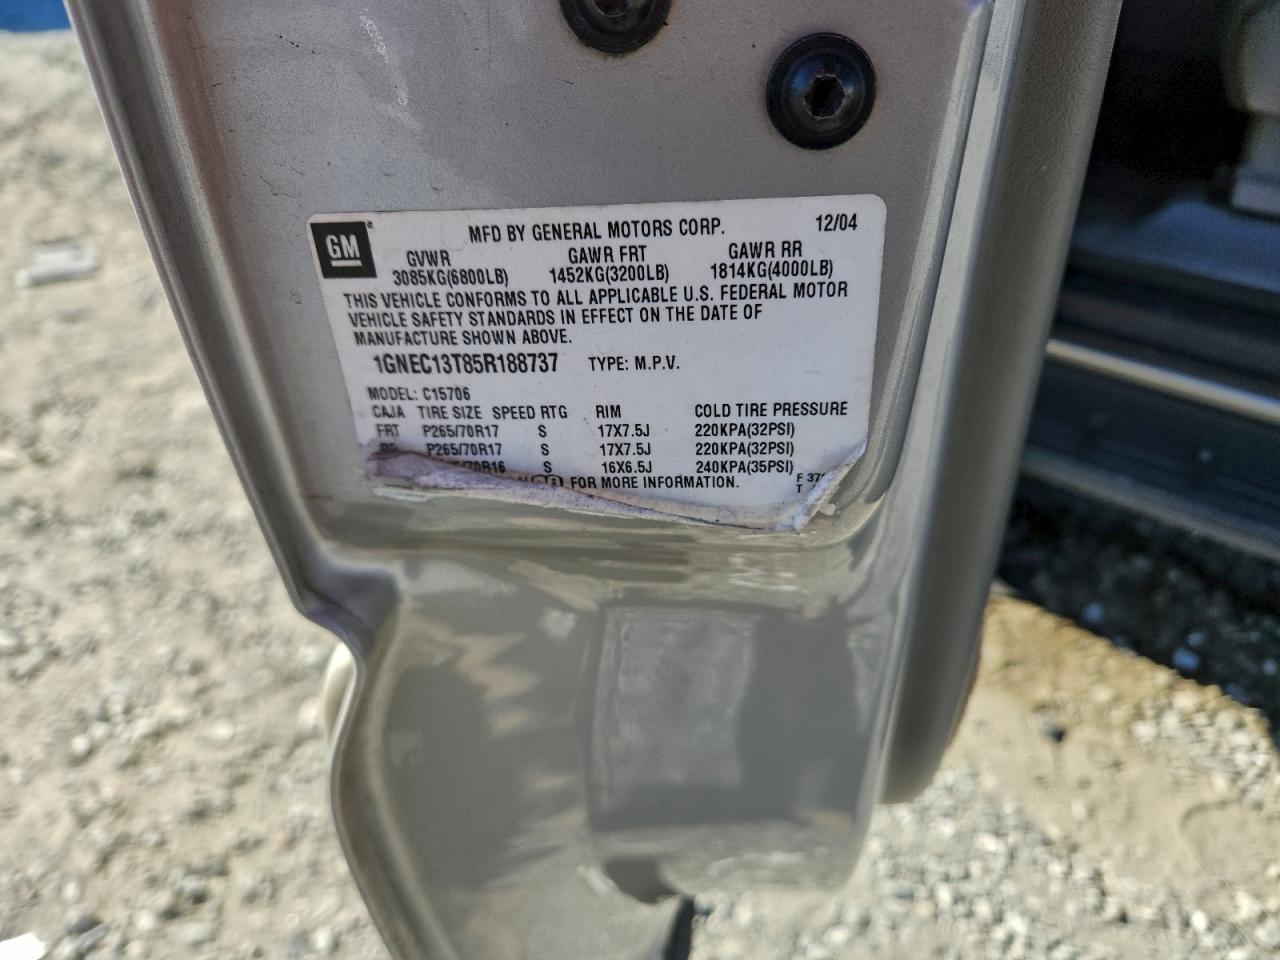 GM ® MFD BY GENERAL MOTORS CORP. 12/04
GVWR GAWR FRT GAWR RR
3085KG(6800LB) 1452KG(3200LB) 1814KG(4000LB)
THIS VEHICLE CONFORMS TO ALL APPLICABLE U.S. FEDERAL MOTOR
VEHICLE SAFETY STANDARDS IN EFFECT ON THE DATE OF
MANUFACTURE SHOWN ABOVE.
1GNEC13T85R188737 TYPE: M.P.V.
MODEL: C15706
CAJA TIRE SIZE SPEED RTG RIM COLD TIRE PRESSURE
FRT P265/70R17 S 17X7.5J 220KPA(32PSI)
P265/70R17 S 17X7.5J 220KPA(32PSI)
70R16 S 16X6.5J 240KPA(35PSI)
FOR MORE INFORMATION. F
T